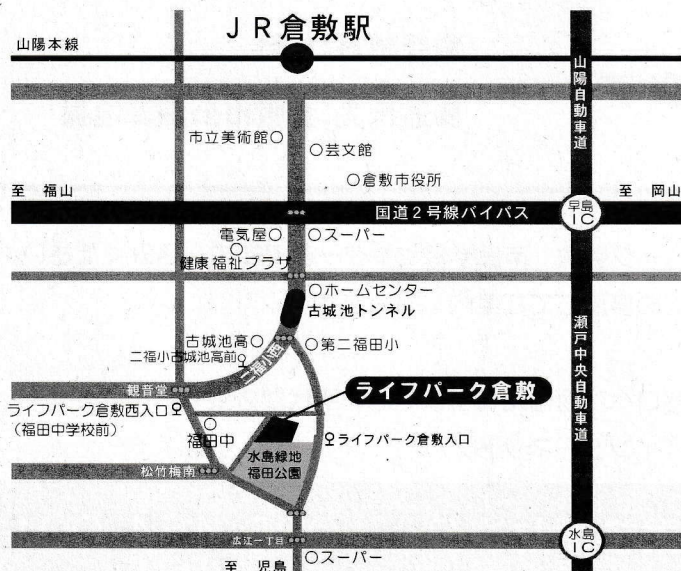 JR倉敷駅
山陽本線
山陽自動車道
市立美術館
芸文館
倉敷市役所
至 福山
至 岡山
国道2号線バイパス
早島
IC
電気屋
スーパー
健康福祉プラザ
ホームセンター
古城池トンネル
古城池高
第二福田小
二福小古城池高前
瀬戸中央自動車道
観音堂
ライフパーク倉敷
ライフパーク倉敷西入口
(福田中学校前)
福田中
ライフパーク倉敷入口
水島緑地
福田公園
松竹梅南
広江一丁目
水島
IC
スーパー
至 児島